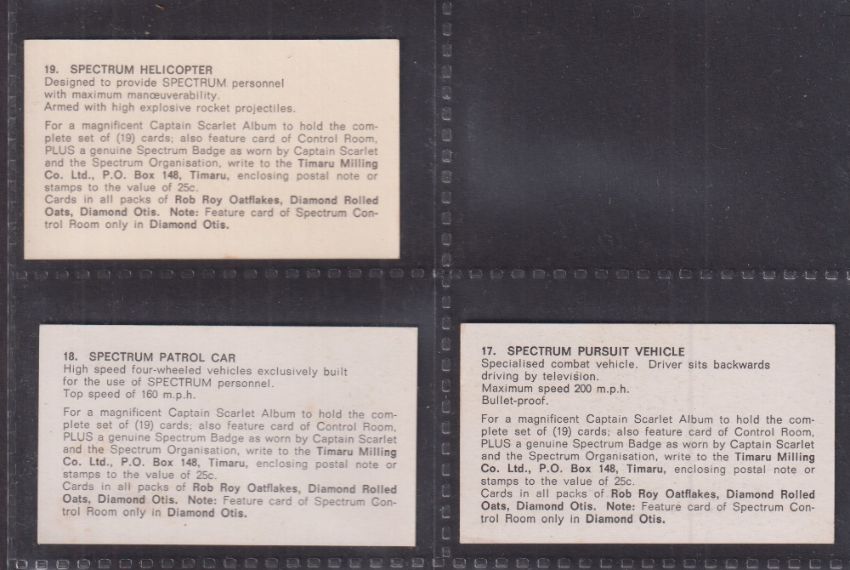 19. SPECTRUM HELICOPTER
Designed to provide SPECTRUM personnel
with maximum manœuverability.
Armed with high explosive rocket projectiles.
For a magnificent Captain Scarlet Album to hold the com-
plete set of (19) cards; also feature card of Control Room,
PLUS a genuine Spectrum Badge as worn by Captain Scarlet
and the Spectrum Organisation, write to the Timaru Milling
Co. Ltd., P.O. Box 148, Timaru, enclosing postal note or
stamps to the value of 25c.
Cards in all packs of Rob Roy Oatflakes, Diamond Rolled
Oats, Diamond Otis. Note: Feature card of Spectrum Con-
trol Room only in Diamond Otis.
18. SPECTRUM PATROL CAR
High speed four-wheeled vehicles exclusively built
for the use of SPECTRUM personnel.
Top speed of 160 m.p.h.
For a magnificent Captain Scarlet Album to hold the com-
plete set of (19) cards; also feature card of Control Room,
PLUS a genuine Spectrum Badge as worn by Captain Scarlet
and the Spectrum Organisation, write to the Timaru Milling
Co. Ltd., P.O. Box 148, Timaru, enclosing postal note or
stamps to the value of 25c.
Cards in all packs of Rob Roy Oatflakes, Diamond Rolled
Oats, Diamond Otis. Note: Feature card of Spectrum Con-
trol Room only in Diamond Otis.
17. SPECTRUM PURSUIT VEHICLE
Specialised combat vehicle. Driver sits backwards
driving by television.
Maximum speed 200 m.p.h.
Bullet-proof.
For a magnificent Captain Scarlet Album to hold the com-
plete set of (19) cards; also feature card of Control Room,
PLUS a genuine Spectrum Badge as worn by Captain Scarlet
and the Spectrum Organisation, write to the Timaru Milling
Co. Ltd., P.O. Box 148, Timaru, enclosing postal note or
stamps to the value of 25c.
Cards in all packs of Rob Roy Oatflakes, Diamond Rolled
Oats, Diamond Otis. Note: Feature card of Spectrum Con-
trol Room only in Diamond Otis.